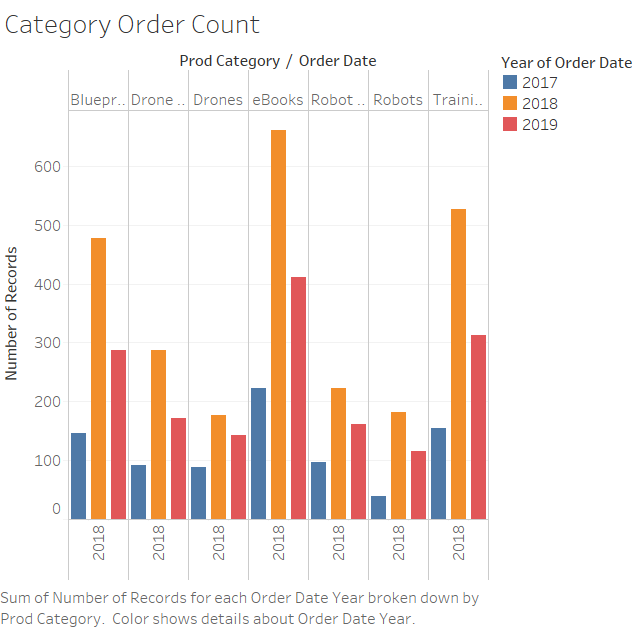 Category Order Count
Prod Category / Order Date
Year of Order Date
2017
2018
2019
Bluepr.. Drone .. Drones eBooks Robot .. Robots Traini..
Number of Records
600
500
400
300
200
100
0
2018 2018 2018 2018 2018 2018 2018
Sum of Number of Records for each Order Date Year broken down by
Prod Category. Color shows details about Order Date Year.